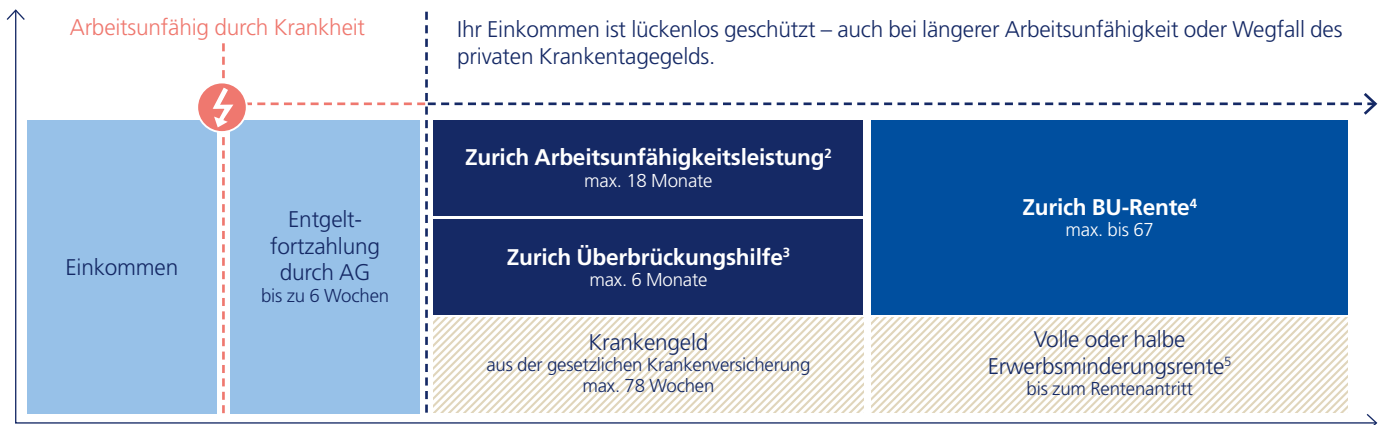 Arbeitsunfähig durch Krankheit
Ihr Einkommen ist lückenlos geschützt – auch bei längerer Arbeitsunfähigkeit oder Wegfall des
privaten Krankentagegelds.
Einkommen
Entgelt-
fortzahlung
durch AG
bis zu 6 Wochen
Zurich Arbeitsunfähigkeitsleistung²
max. 18 Monate
Zurich Überbrückungshilfe³
max. 6 Monate
Krankengeld
aus der gesetzlichen Krankenversicherung
max. 78 Wochen
Zurich BU-Rente⁴
max. bis 67
Volle oder halbe
Erwerbsminderungsrente⁵
bis zum Rentenantritt